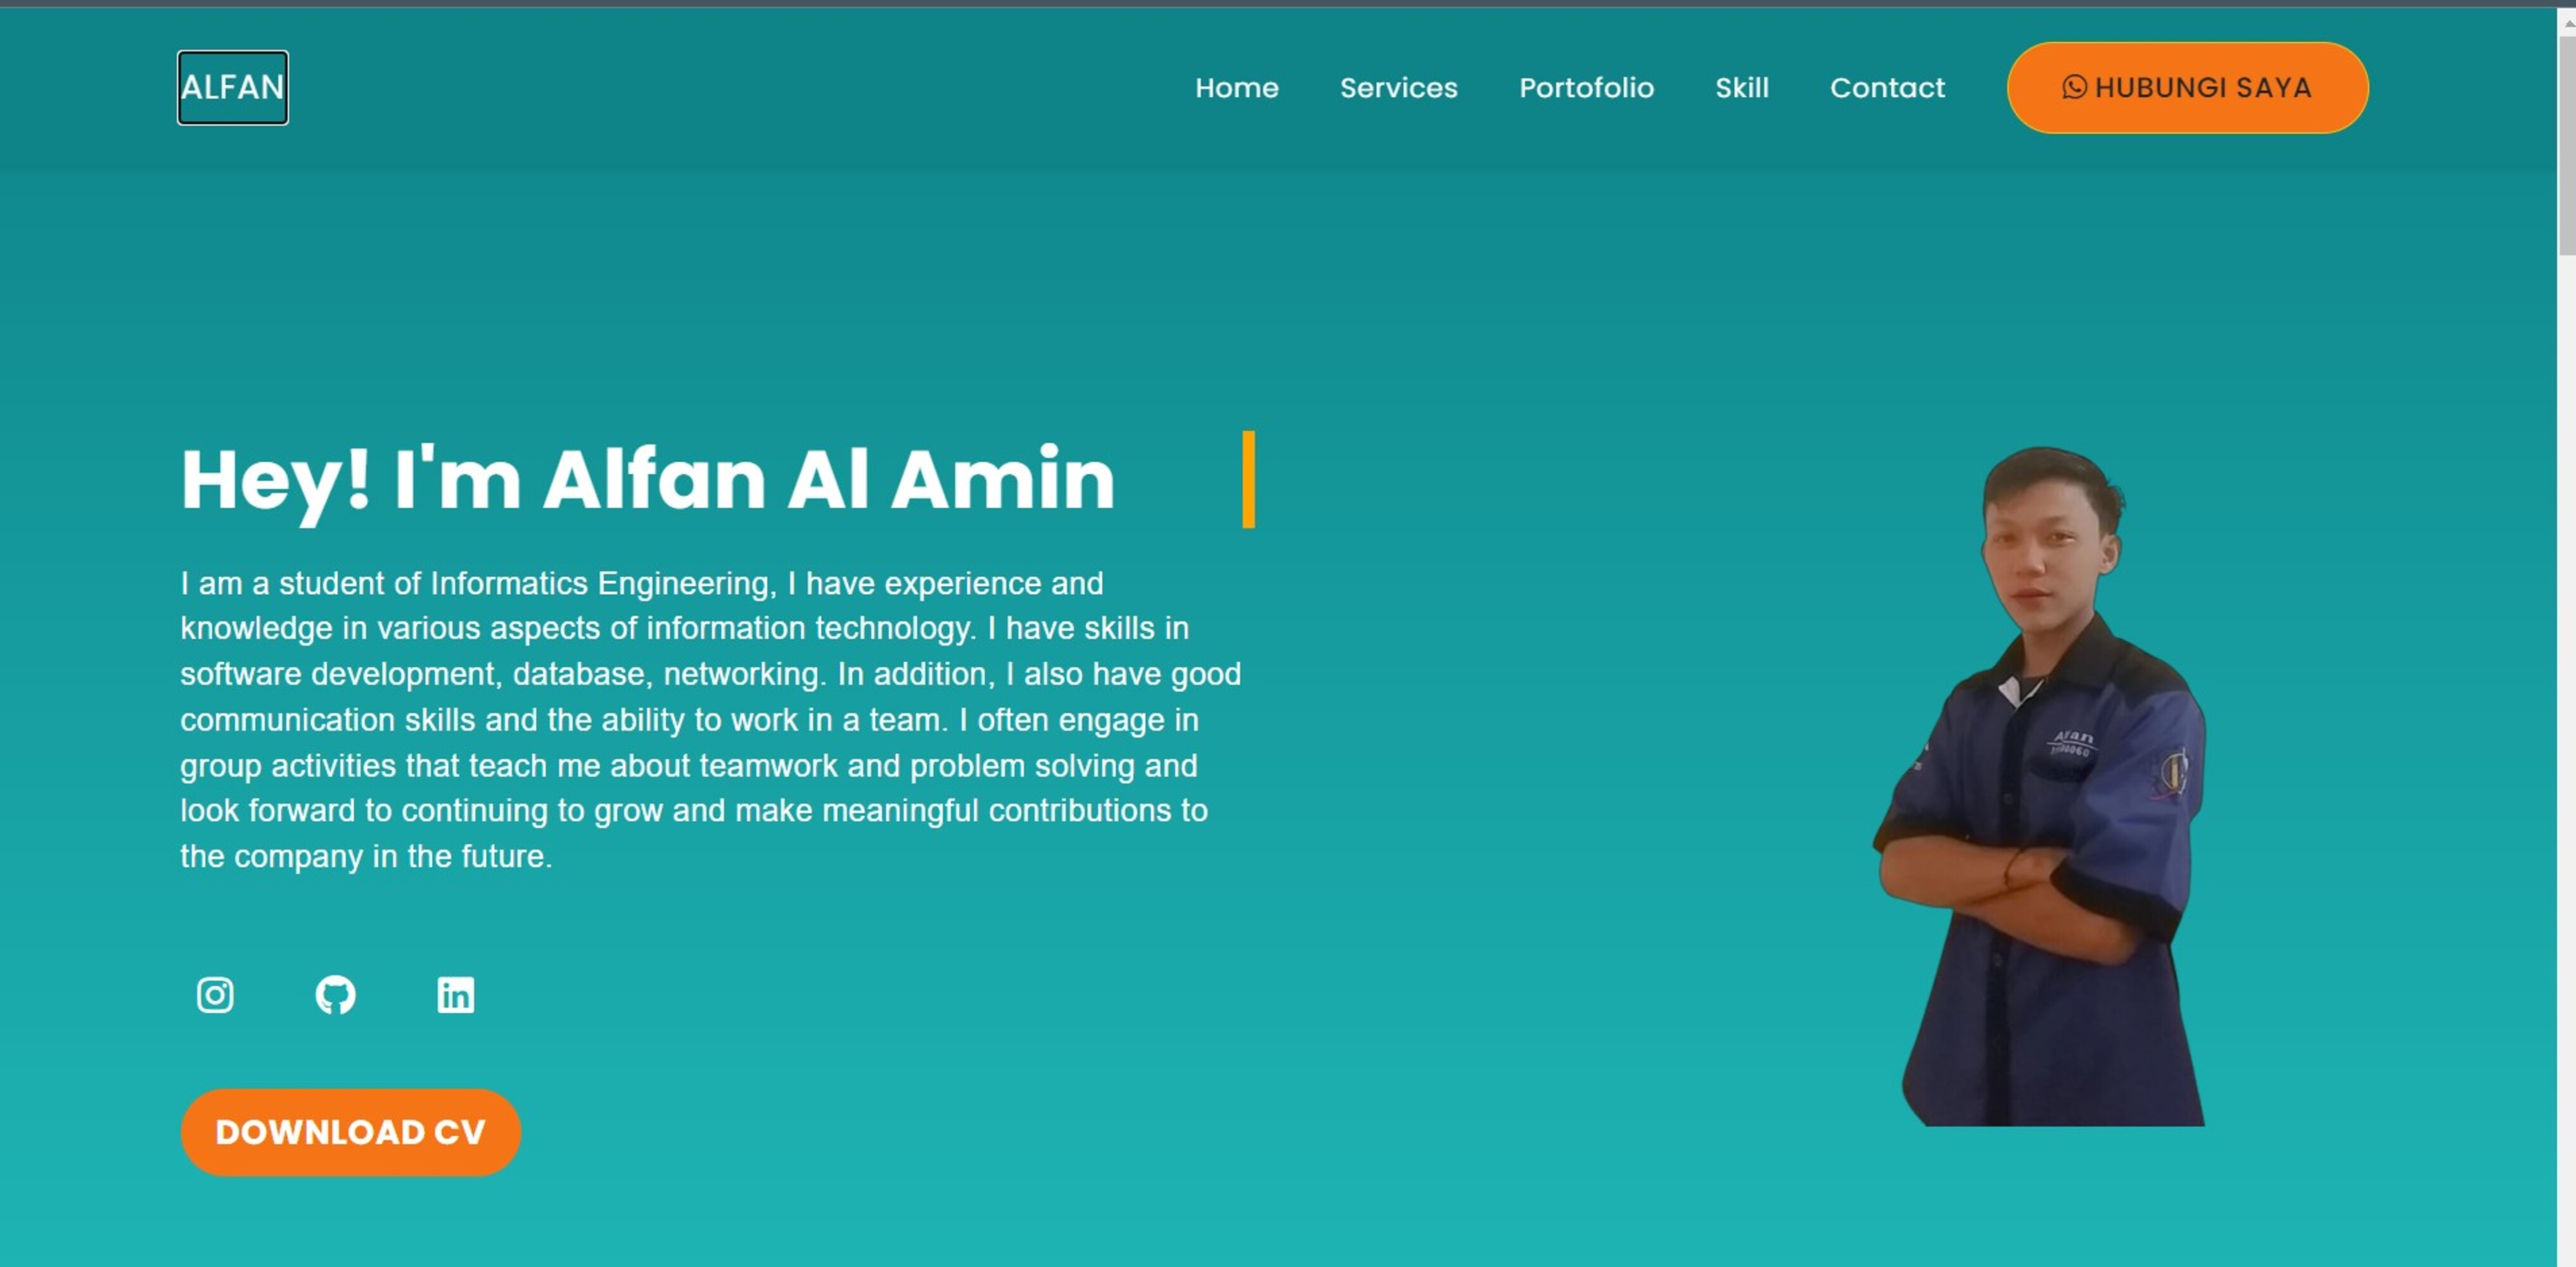 ALFAN
Home Services Portofolio Skill Contact HUBUNGI SAYA
Hey! I'm Alfan Al Amin
I am a student of Informatics Engineering, I have experience and
knowledge in various aspects of information technology. I have skills in
software development, database, networking. In addition, I also have good
communication skills and the ability to work in a team. I often engage in
group activities that teach me about teamwork and problem solving and
look forward to continuing to grow and make meaningful contributions to
the company in the future.
Alfan
in
DOWNLOAD CV